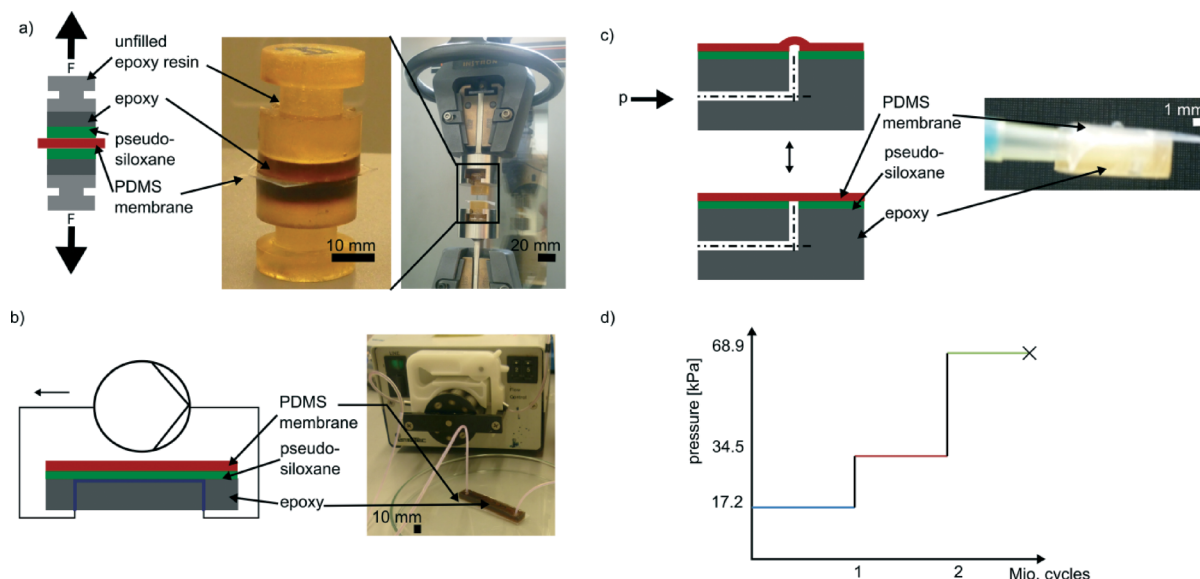 a)
F
unfilled
epoxy resin
epoxy
pseudo-
siloxane
PDMS
membrane
F
10 mm
20 mm
b)
PDMS
membrane
pseudo-
siloxane
epoxy
10 mm
c)
p
PDMS
membrane
pseudo-
siloxane
epoxy
1 mm
d)
pressure [kPa]
68.9
34.5
17.2
1
2
Mio. cycles